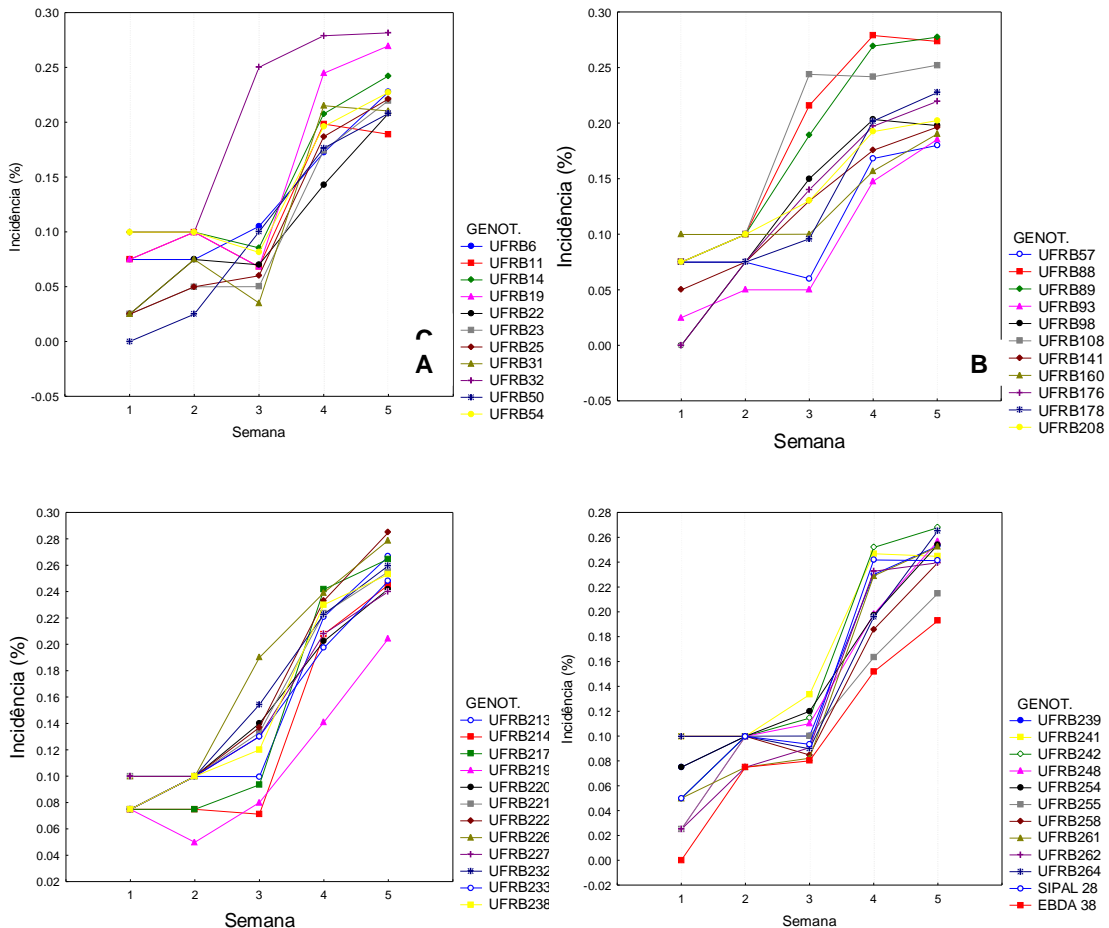 0.30
0.25
0.20
0.15
0.10
0.05
0.00
-0.05
Incidência (%)
1 2 3 4 5
Semana
GENOT.
UFRB6
UFRB11
UFRB14
UFRB19
UFRB22
UFRB23
UFRB25
UFRB31
UFRB32
UFRB50
UFRB54
A
0.30
0.25
0.20
0.15
0.10
0.05
0.00
-0.05
Incidência (%)
1 2 3 4 5
Semana
GENOT.
UFRB57
UFRB88
UFRB89
UFRB93
UFRB98
UFRB108
UFRB141
UFRB160
UFRB176
UFRB178
UFRB208
B
0.30
0.28
0.26
0.24
0.22
0.20
0.18
0.16
0.14
0.12
0.10
0.08
0.06
0.04
0.02
Incidência (%)
1 2 3 4 5
Semana
GENOT.
UFRB213
UFRB214
UFRB217
UFRB219
UFRB220
UFRB221
UFRB222
UFRB226
UFRB227
UFRB232
UFRB233
UFRB238
0.28
0.26
0.24
0.22
0.20
0.18
0.16
0.14
0.12
0.10
0.08
0.06
0.04
0.02
0.00
-0.02
Incidência (%)
1 2 3 4 5
Semana
GENOT.
UFRB239
UFRB241
UFRB242
UFRB248
UFRB254
UFRB255
UFRB258
UFRB261
UFRB262
UFRB264
SIPAL 28
EBDA 38